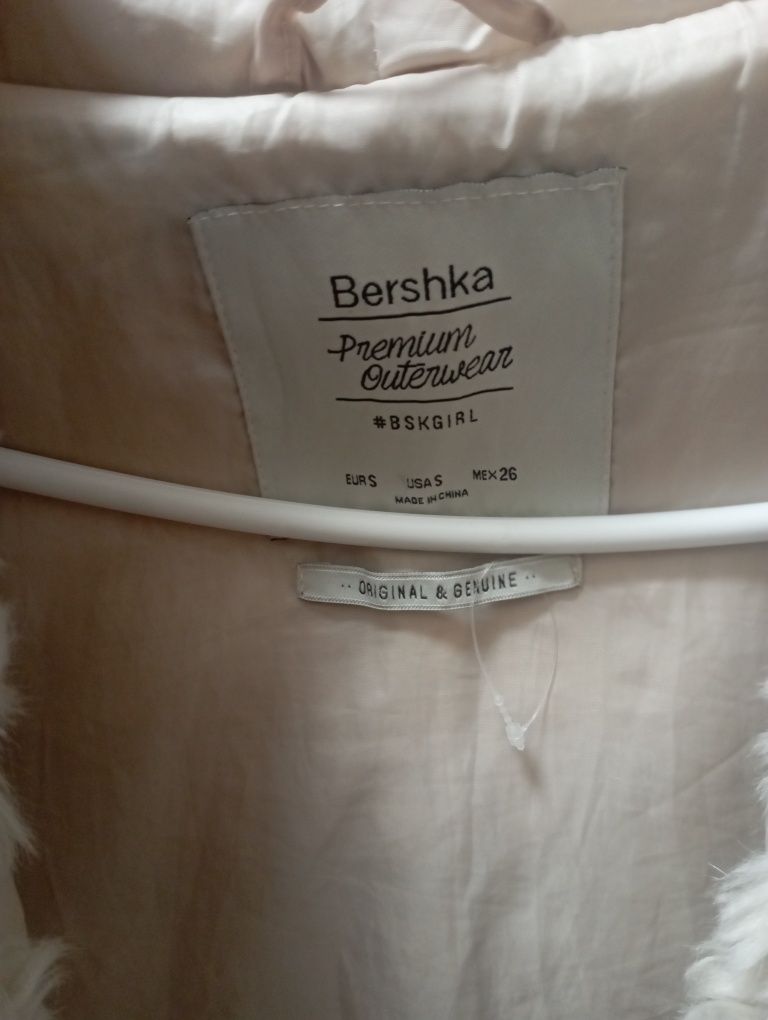 Bershka
Premium
Outerwear
#BSKGIRL
EUR S USA S MEX 26
MADE IN CHINA
·· ORIGINAL & GENUINE ··